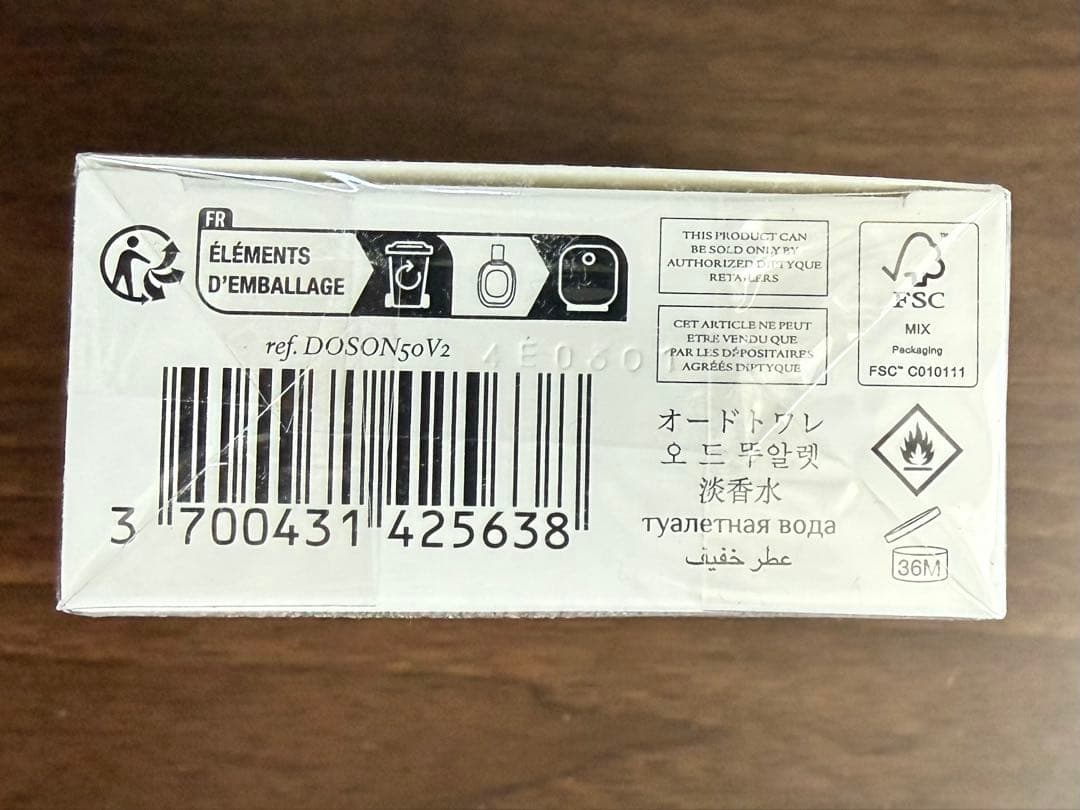 FR
ÉLÉMENTS
D'EMBALLAGE
ref. DOSON50V2
4E0601
3 700431 425638
THIS PRODUCT CAN
BE SOLD ONLY BY
AUTHORIZED DIPTYQUE
RETAILERS
CET ARTICLE NE PEUT
ETRE VENDU QUE
PAR LES DÉPOSITAIRES
AGRÉÉS DIPTYQUE
FSC
MIX
Packaging
FSC™ C010111
オードトワレ
오 드 뚜알렛
淡香水
туалетная вода
عطر خفيف
36M